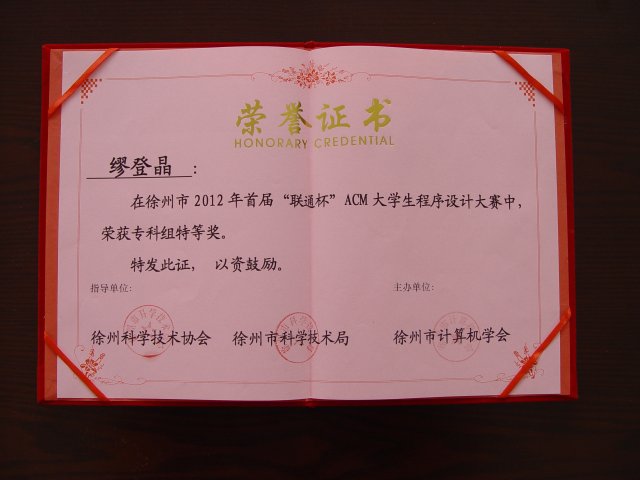 荣誉证书
HONORARY CREDENTIAL
缪登晶：
在徐州市2012年首届“联通杯”ACM大学生程序设计大赛中，
荣获专科组特等奖。
特发此证，以资鼓励。
指导单位： 主办单位：
徐州科学技术协会 徐州市科学技术局 徐州市计算机学会